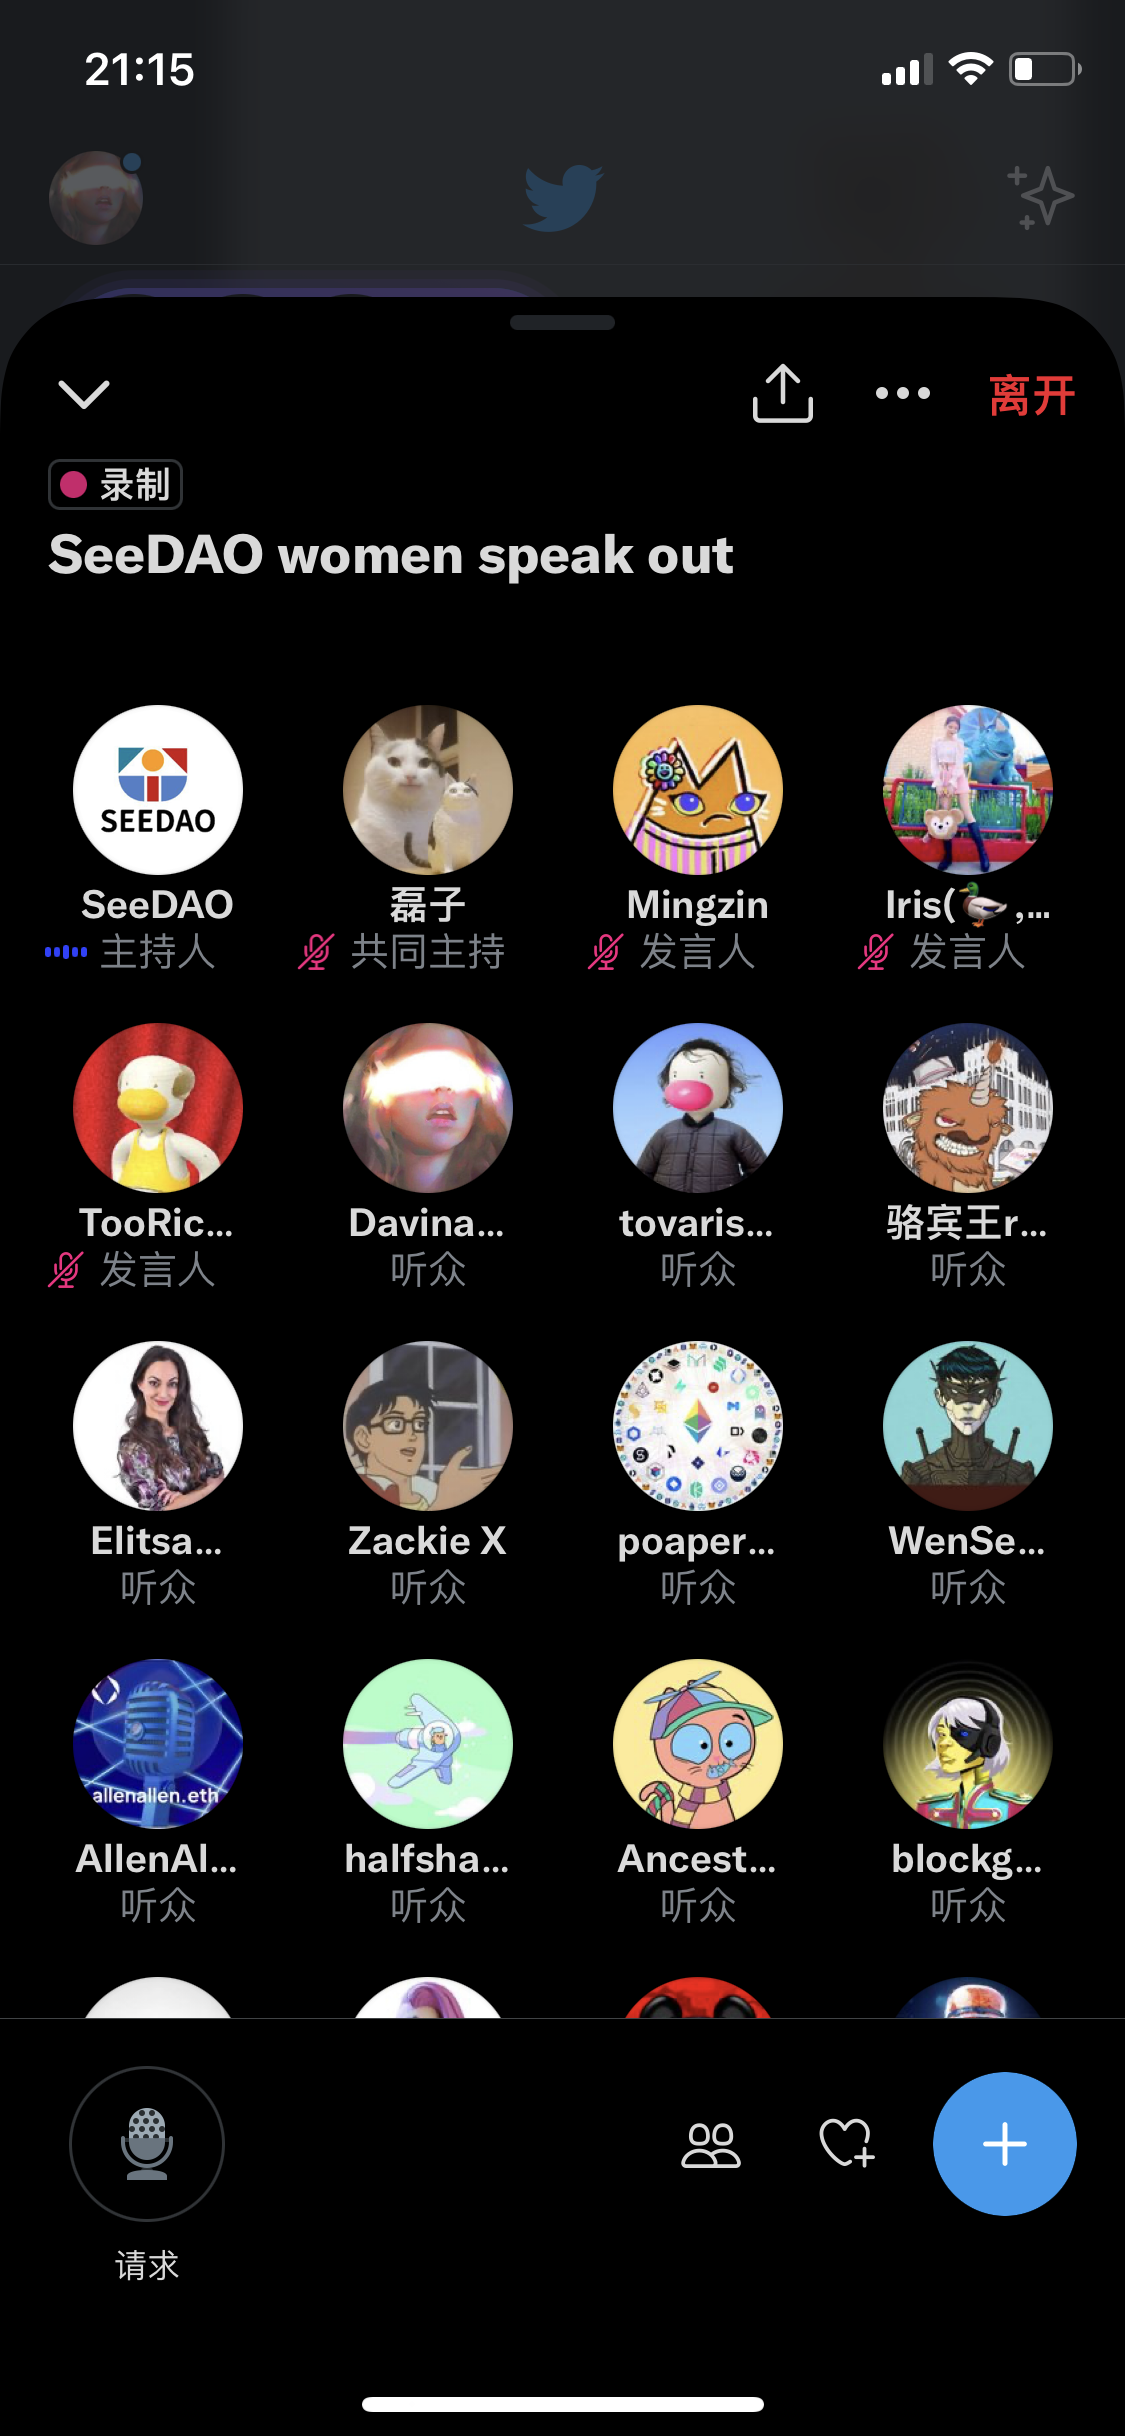 21:15
离开
录制
SeeDAO women speak out
SEEDAO
SeeDAO
主持人
磊子
共同主持
Mingzin
发言人
Iris(🦆,...
发言人
TooRic...
发言人
Davina...
听众
tovaris...
听众
骆宾王r...
听众
Elitsa...
听众
Zackie X
听众
poaper...
听众
WenSe...
听众
allenallen.eth
AllenAl...
听众
halfsha...
听众
Ancest...
听众
blockg...
听众
请求